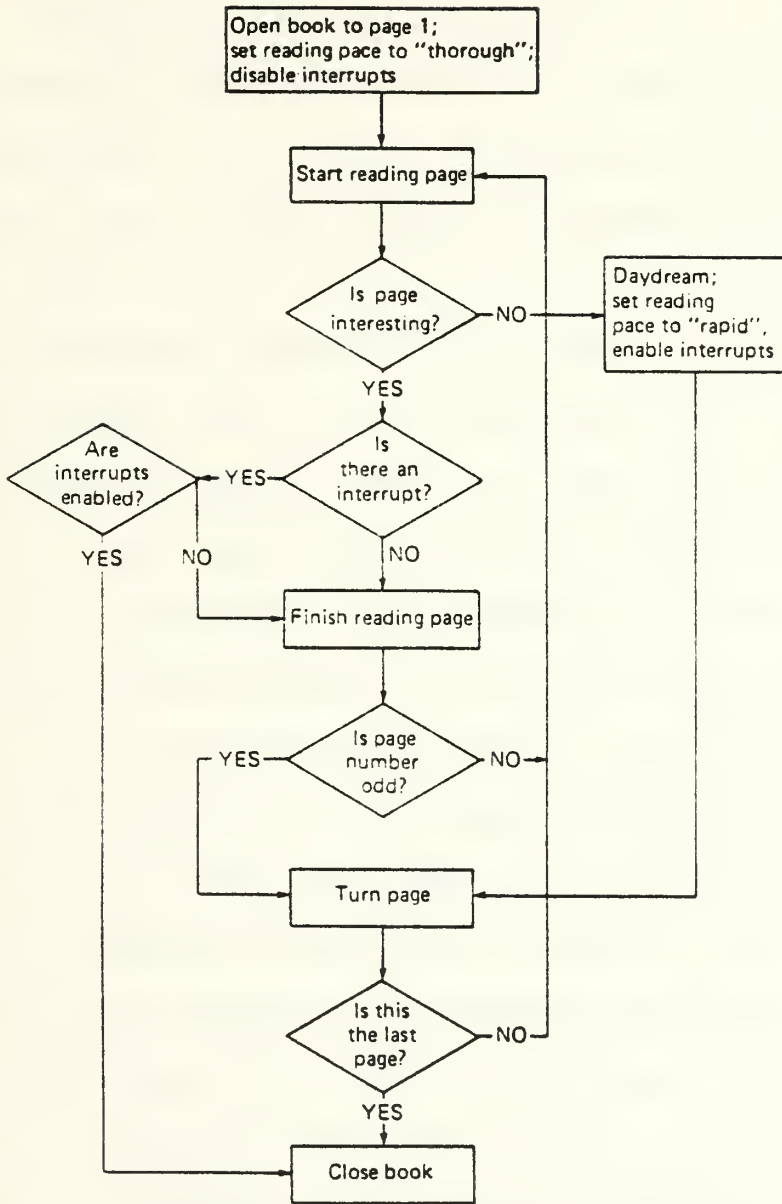 Open book to page 1;
set reading pace to "thorough";
disable interrupts
Start reading page
Is page
interesting?
NO
Daydream;
set reading
pace to "rapid",
enable interrupts
YES
Are
interrupts
enabled?
YES
Is
there an
interrupt?
YES
NO
NO
Finish reading page
YES
Is page
number
odd?
NO
Turn page
Is this
the last
page?
NO
YES
Close book